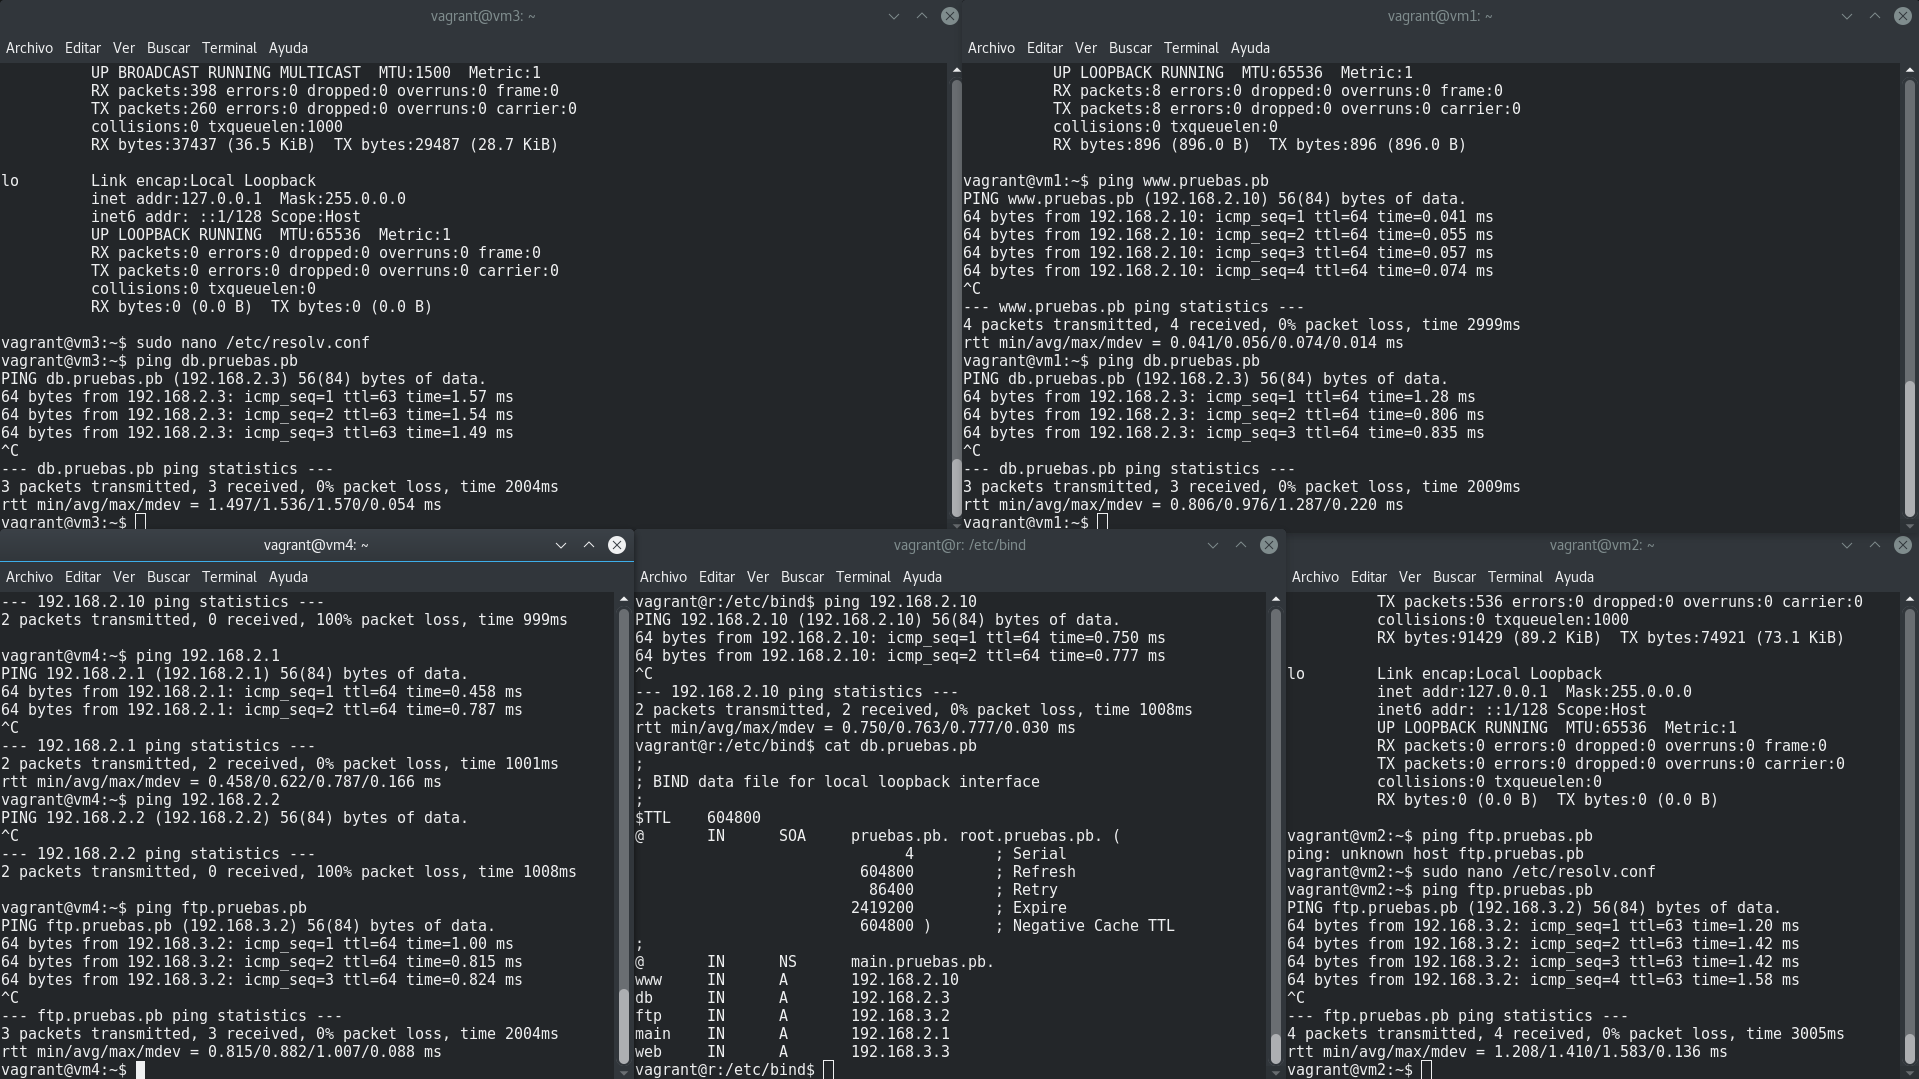 vagrant@vm3: ~
Archivo Editar Ver Buscar Terminal Ayuda
UP BROADCAST RUNNING MULTICAST  MTU:1500  Metric:1
RX packets:398 errors:0 dropped:0 overruns:0 frame:0
TX packets:260 errors:0 dropped:0 overruns:0 carrier:0
collisions:0 txqueuelen:1000
RX bytes:37437 (36.5 KiB)  TX bytes:29487 (28.7 KiB)
lo        Link encap:Local Loopback
inet addr:127.0.0.1  Mask:255.0.0.0
inet6 addr: ::1/128 Scope:Host
UP LOOPBACK RUNNING  MTU:65536  Metric:1
RX packets:0 errors:0 dropped:0 overruns:0 frame:0
TX packets:0 errors:0 dropped:0 overruns:0 carrier:0
collisions:0 txqueuelen:0
RX bytes:0 (0.0 B)  TX bytes:0 (0.0 B)
vagrant@vm3:~$ sudo nano /etc/resolv.conf
vagrant@vm3:~$ ping db.pruebas.pb
PING db.pruebas.pb (192.168.2.3) 56(84) bytes of data.
64 bytes from 192.168.2.3: icmp_seq=1 ttl=63 time=1.57 ms
64 bytes from 192.168.2.3: icmp_seq=2 ttl=63 time=1.54 ms
64 bytes from 192.168.2.3: icmp_seq=3 ttl=63 time=1.49 ms
^C
--- db.pruebas.pb ping statistics ---
3 packets transmitted, 3 received, 0% packet loss, time 2004ms
rtt min/avg/max/mdev = 1.497/1.536/1.570/0.054 ms
vagrant@vm3:~$
vagrant@vm1: ~
Archivo Editar Ver Buscar Terminal Ayuda
UP LOOPBACK RUNNING  MTU:65536  Metric:1
RX packets:8 errors:0 dropped:0 overruns:0 frame:0
TX packets:8 errors:0 dropped:0 overruns:0 carrier:0
collisions:0 txqueuelen:0
RX bytes:896 (896.0 B)  TX bytes:896 (896.0 B)
vagrant@vm1:~$ ping www.pruebas.pb
PING www.pruebas.pb (192.168.2.10) 56(84) bytes of data.
64 bytes from 192.168.2.10: icmp_seq=1 ttl=64 time=0.041 ms
64 bytes from 192.168.2.10: icmp_seq=2 ttl=64 time=0.055 ms
64 bytes from 192.168.2.10: icmp_seq=3 ttl=64 time=0.057 ms
64 bytes from 192.168.2.10: icmp_seq=4 ttl=64 time=0.074 ms
^C
--- www.pruebas.pb ping statistics ---
4 packets transmitted, 4 received, 0% packet loss, time 2999ms
rtt min/avg/max/mdev = 0.041/0.056/0.074/0.014 ms
vagrant@vm1:~$ ping db.pruebas.pb
PING db.pruebas.pb (192.168.2.3) 56(84) bytes of data.
64 bytes from 192.168.2.3: icmp_seq=1 ttl=64 time=1.28 ms
64 bytes from 192.168.2.3: icmp_seq=2 ttl=64 time=0.806 ms
64 bytes from 192.168.2.3: icmp_seq=3 ttl=64 time=0.835 ms
^C
--- db.pruebas.pb ping statistics ---
3 packets transmitted, 3 received, 0% packet loss, time 2009ms
rtt min/avg/max/mdev = 0.806/0.976/1.287/0.220 ms
vagrant@vm1:~$
vagrant@vm4: ~
Archivo Editar Ver Buscar Terminal Ayuda
--- 192.168.2.10 ping statistics ---
2 packets transmitted, 0 received, 100% packet loss, time 999ms
vagrant@vm4:~$ ping 192.168.2.1
PING 192.168.2.1 (192.168.2.1) 56(84) bytes of data.
64 bytes from 192.168.2.1: icmp_seq=1 ttl=64 time=0.458 ms
64 bytes from 192.168.2.1: icmp_seq=2 ttl=64 time=0.787 ms
^C
--- 192.168.2.1 ping statistics ---
2 packets transmitted, 2 received, 0% packet loss, time 1001ms
rtt min/avg/max/mdev = 0.458/0.622/0.787/0.166 ms
vagrant@vm4:~$ ping 192.168.2.2
PING 192.168.2.2 (192.168.2.2) 56(84) bytes of data.
^C
--- 192.168.2.2 ping statistics ---
2 packets transmitted, 0 received, 100% packet loss, time 1008ms
vagrant@vm4:~$ ping ftp.pruebas.pb
PING ftp.pruebas.pb (192.168.3.2) 56(84) bytes of data.
64 bytes from 192.168.3.2: icmp_seq=1 ttl=64 time=1.00 ms
64 bytes from 192.168.3.2: icmp_seq=2 ttl=64 time=0.815 ms
64 bytes from 192.168.3.2: icmp_seq=3 ttl=64 time=0.824 ms
^C
--- ftp.pruebas.pb ping statistics ---
3 packets transmitted, 3 received, 0% packet loss, time 2004ms
rtt min/avg/max/mdev = 0.815/0.882/1.007/0.088 ms
vagrant@vm4:~$
vagrant@r: /etc/bind
Archivo Editar Ver Buscar Terminal Ayuda
vagrant@r:/etc/bind$ ping 192.168.2.10
PING 192.168.2.10 (192.168.2.10) 56(84) bytes of data.
64 bytes from 192.168.2.10: icmp_seq=1 ttl=64 time=0.750 ms
64 bytes from 192.168.2.10: icmp_seq=2 ttl=64 time=0.777 ms
^C
--- 192.168.2.10 ping statistics ---
2 packets transmitted, 2 received, 0% packet loss, time 1008ms
rtt min/avg/max/mdev = 0.750/0.763/0.777/0.030 ms
vagrant@r:/etc/bind$ cat db.pruebas.pb
;
; BIND data file for local loopback interface
;
$TTL    604800
@       IN      SOA     pruebas.pb. root.pruebas.pb. (
4         ; Serial
604800         ; Refresh
86400         ; Retry
2419200         ; Expire
604800 )       ; Negative Cache TTL
;
@       IN      NS      main.pruebas.pb.
www     IN      A       192.168.2.10
db      IN      A       192.168.2.3
ftp     IN      A       192.168.3.2
main    IN      A       192.168.2.1
web     IN      A       192.168.3.3
vagrant@r:/etc/bind$
vagrant@vm2: ~
Archivo Editar Ver Buscar Terminal Ayuda
TX packets:536 errors:0 dropped:0 overruns:0 carrier:0
collisions:0 txqueuelen:1000
RX bytes:91429 (89.2 KiB)  TX bytes:74921 (73.1 KiB)
lo        Link encap:Local Loopback
inet addr:127.0.0.1  Mask:255.0.0.0
inet6 addr: ::1/128 Scope:Host
UP LOOPBACK RUNNING  MTU:65536  Metric:1
RX packets:0 errors:0 dropped:0 overruns:0 frame:0
TX packets:0 errors:0 dropped:0 overruns:0 carrier:0
collisions:0 txqueuelen:0
RX bytes:0 (0.0 B)  TX bytes:0 (0.0 B)
vagrant@vm2:~$ ping ftp.pruebas.pb
ping: unknown host ftp.pruebas.pb
vagrant@vm2:~$ sudo nano /etc/resolv.conf
vagrant@vm2:~$ ping ftp.pruebas.pb
PING ftp.pruebas.pb (192.168.3.2) 56(84) bytes of data.
64 bytes from 192.168.3.2: icmp_seq=1 ttl=63 time=1.20 ms
64 bytes from 192.168.3.2: icmp_seq=2 ttl=63 time=1.42 ms
64 bytes from 192.168.3.2: icmp_seq=3 ttl=63 time=1.42 ms
64 bytes from 192.168.3.2: icmp_seq=4 ttl=63 time=1.58 ms
^C
--- ftp.pruebas.pb ping statistics ---
4 packets transmitted, 4 received, 0% packet loss, time 3005ms
rtt min/avg/max/mdev = 1.208/1.410/1.583/0.136 ms
vagrant@vm2:~$